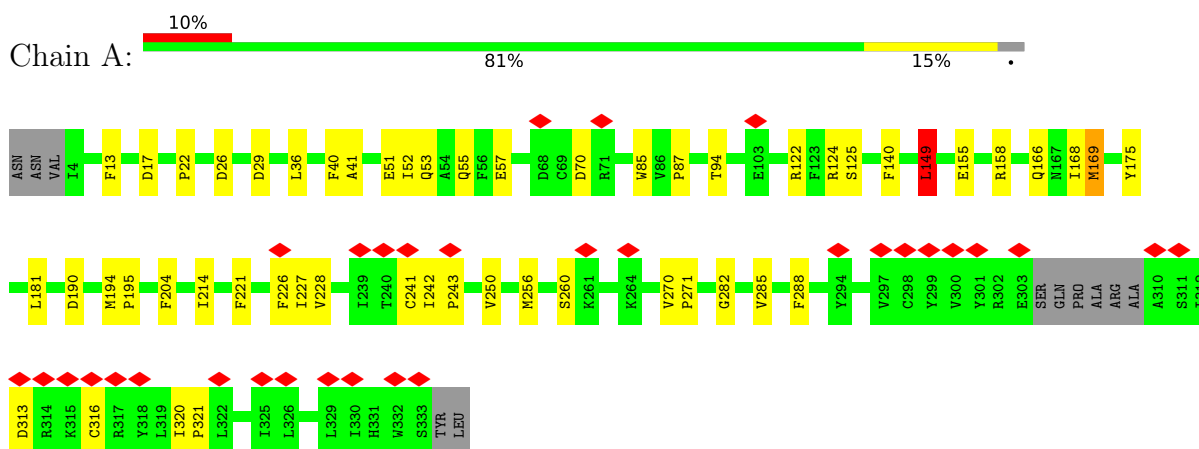 10%
Chain A:
81% 15% •
ASN ASN VAL I4 F13 D17 P22 D26 D29 L36 F40 A41 E51 I52 Q53 A54 Q55 F56 E57 D68 C69 D70 R71 W85 V86 P87 T94 E103 R122 F123 R124 S125 F140 L149 E155 R158 Q166 N167 I168 M169 Y175
L181 D190 M194 P195 F204 I214 F221 F226 I227 V228 I239 T240 C241 I242 P243 V250 M256 S260 K261 K264 V270 P271 G282 V285 F288 Y294 V297 C298 Y299 V300 Y301 R302 E303 SER GLN PRO ALA ARG ALA A310 S311 I312
D313 R314 K315 C316 R317 Y318 L319 I320 P321 L322 I325 L326 L329 I330 H331 W332 S333 TYR LEU